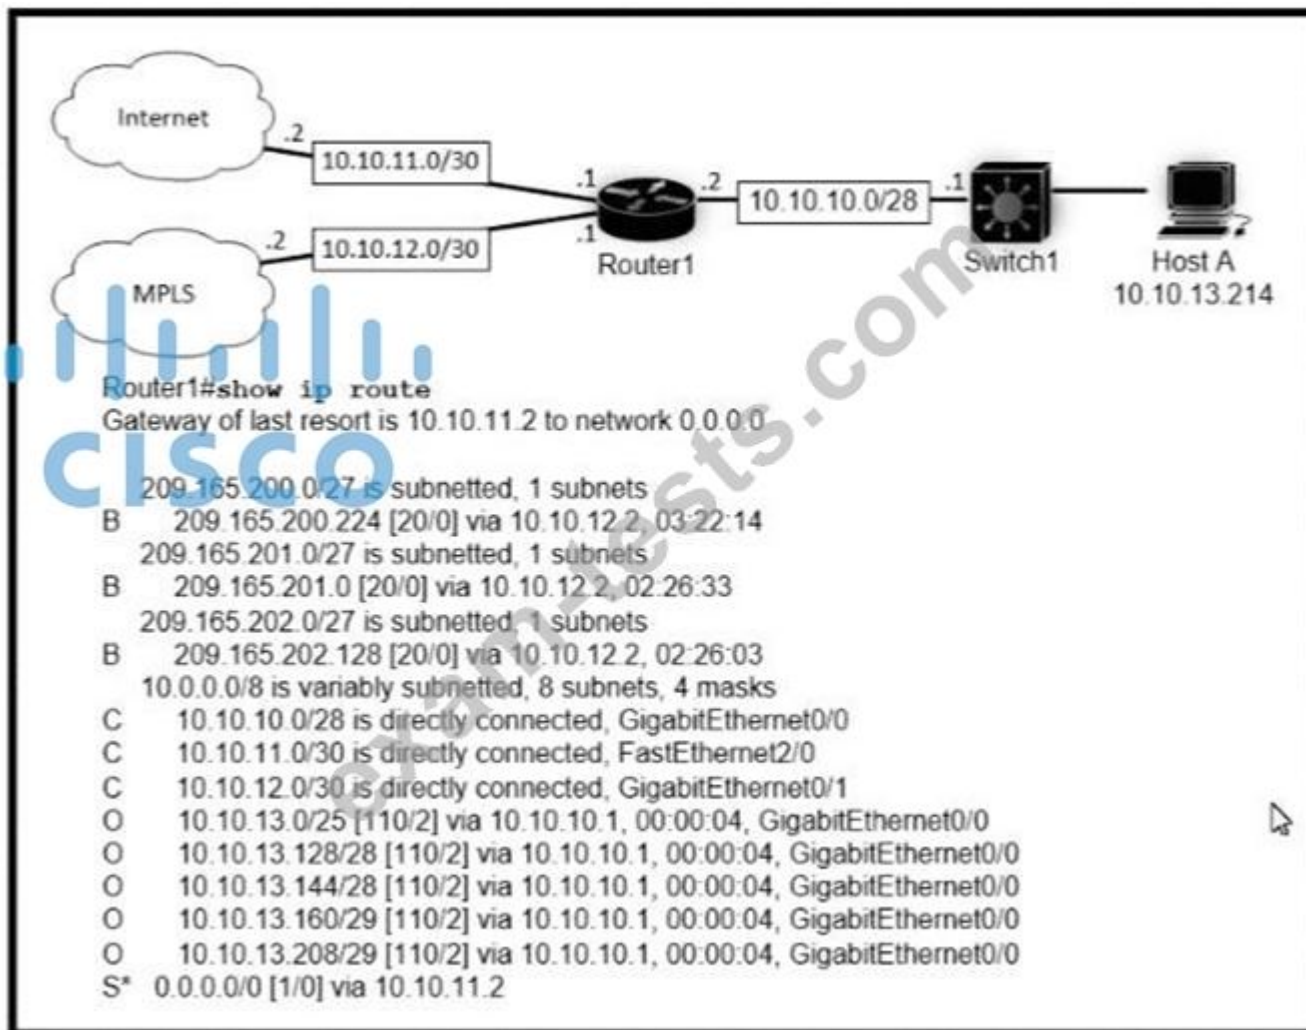 Internet
.2
10.10.11.0/30
.1
.2
10.10.10.0/28
.1
.2
10.10.12.0/30
.1
Router1
Switch1
Host A
10.10.13.214
MPLS
Router1#show ip route
Gateway of last resort is 10.10.11.2 to network 0.0.0.0
209.165.200.0/27 is subnetted, 1 subnets
B 209.165.200.224 [20/0] via 10.10.12.2, 03:22:14
209.165.201.0/27 is subnetted, 1 subnets
B 209.165.201.0 [20/0] via 10.10.12.2, 02:26:33
209.165.202.0/27 is subnetted, 1 subnets
B 209.165.202.128 [20/0] via 10.10.12.2, 02:26:03
10.0.0.0/8 is variably subnetted, 8 subnets, 4 masks
C 10.10.10.0/28 is directly connected, GigabitEthernet0/0
C 10.10.11.0/30 is directly connected, FastEthernet2/0
C 10.10.12.0/30 is directly connected, GigabitEthernet0/1
O 10.10.13.0/25 [110/2] via 10.10.10.1, 00:00:04, GigabitEthernet0/0
O 10.10.13.128/28 [110/2] via 10.10.10.1, 00:00:04, GigabitEthernet0/0
O 10.10.13.144/28 [110/2] via 10.10.10.1, 00:00:04, GigabitEthernet0/0
O 10.10.13.160/29 [110/2] via 10.10.10.1, 00:00:04, GigabitEthernet0/0
O 10.10.13.208/29 [110/2] via 10.10.10.1, 00:00:04, GigabitEthernet0/0
S* 0.0.0.0/0 [1/0] via 10.10.11.2
CISCO
exam-tests.com